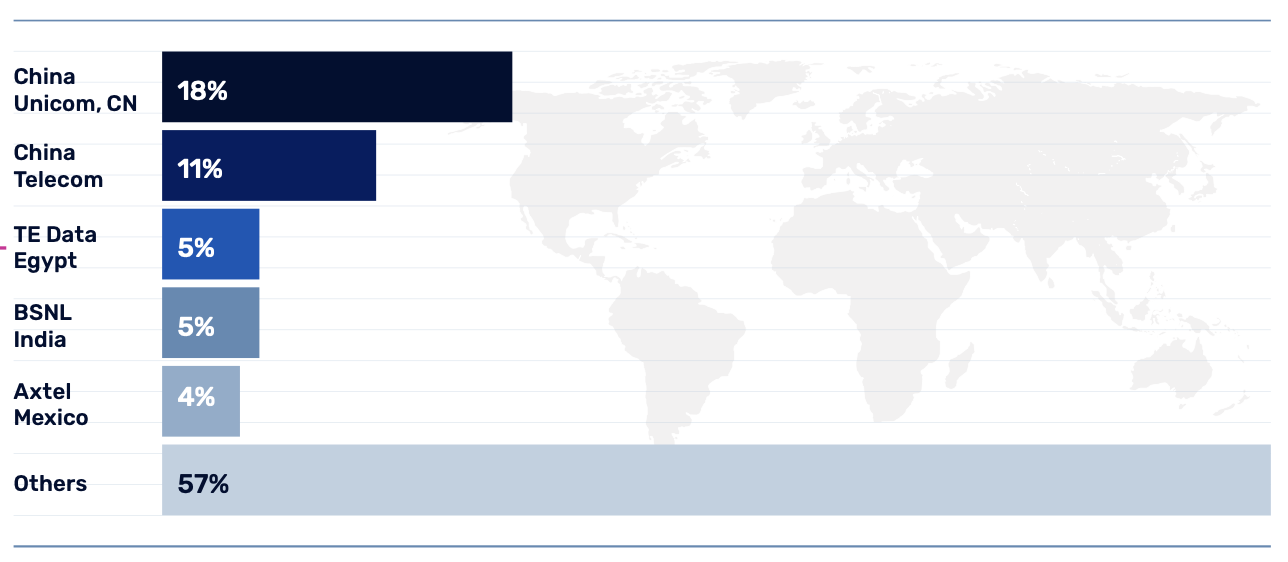 China
Unicom, CN
18%
China
Telecom
11%
TE Data
Egypt
5%
BSNL
India
5%
Axtel
Mexico
4%
Others
57%